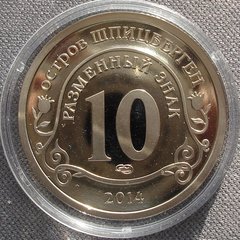 ОСТРОВ ШПИЦБЕРГЕН
РАЗМЕННЫЙ ЗНАК
10
2014